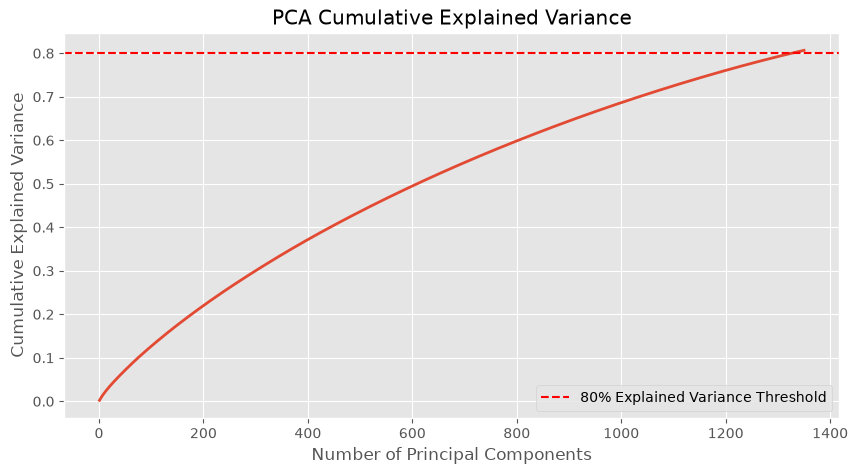 PCA Cumulative Explained Variance
Cumulative Explained Variance
0.8
0.7
0.6
0.5
0.4
0.3
0.2
0.1
0.0
80% Explained Variance Threshold
0 200 400 600 800 1000 1200 1400
Number of Principal Components